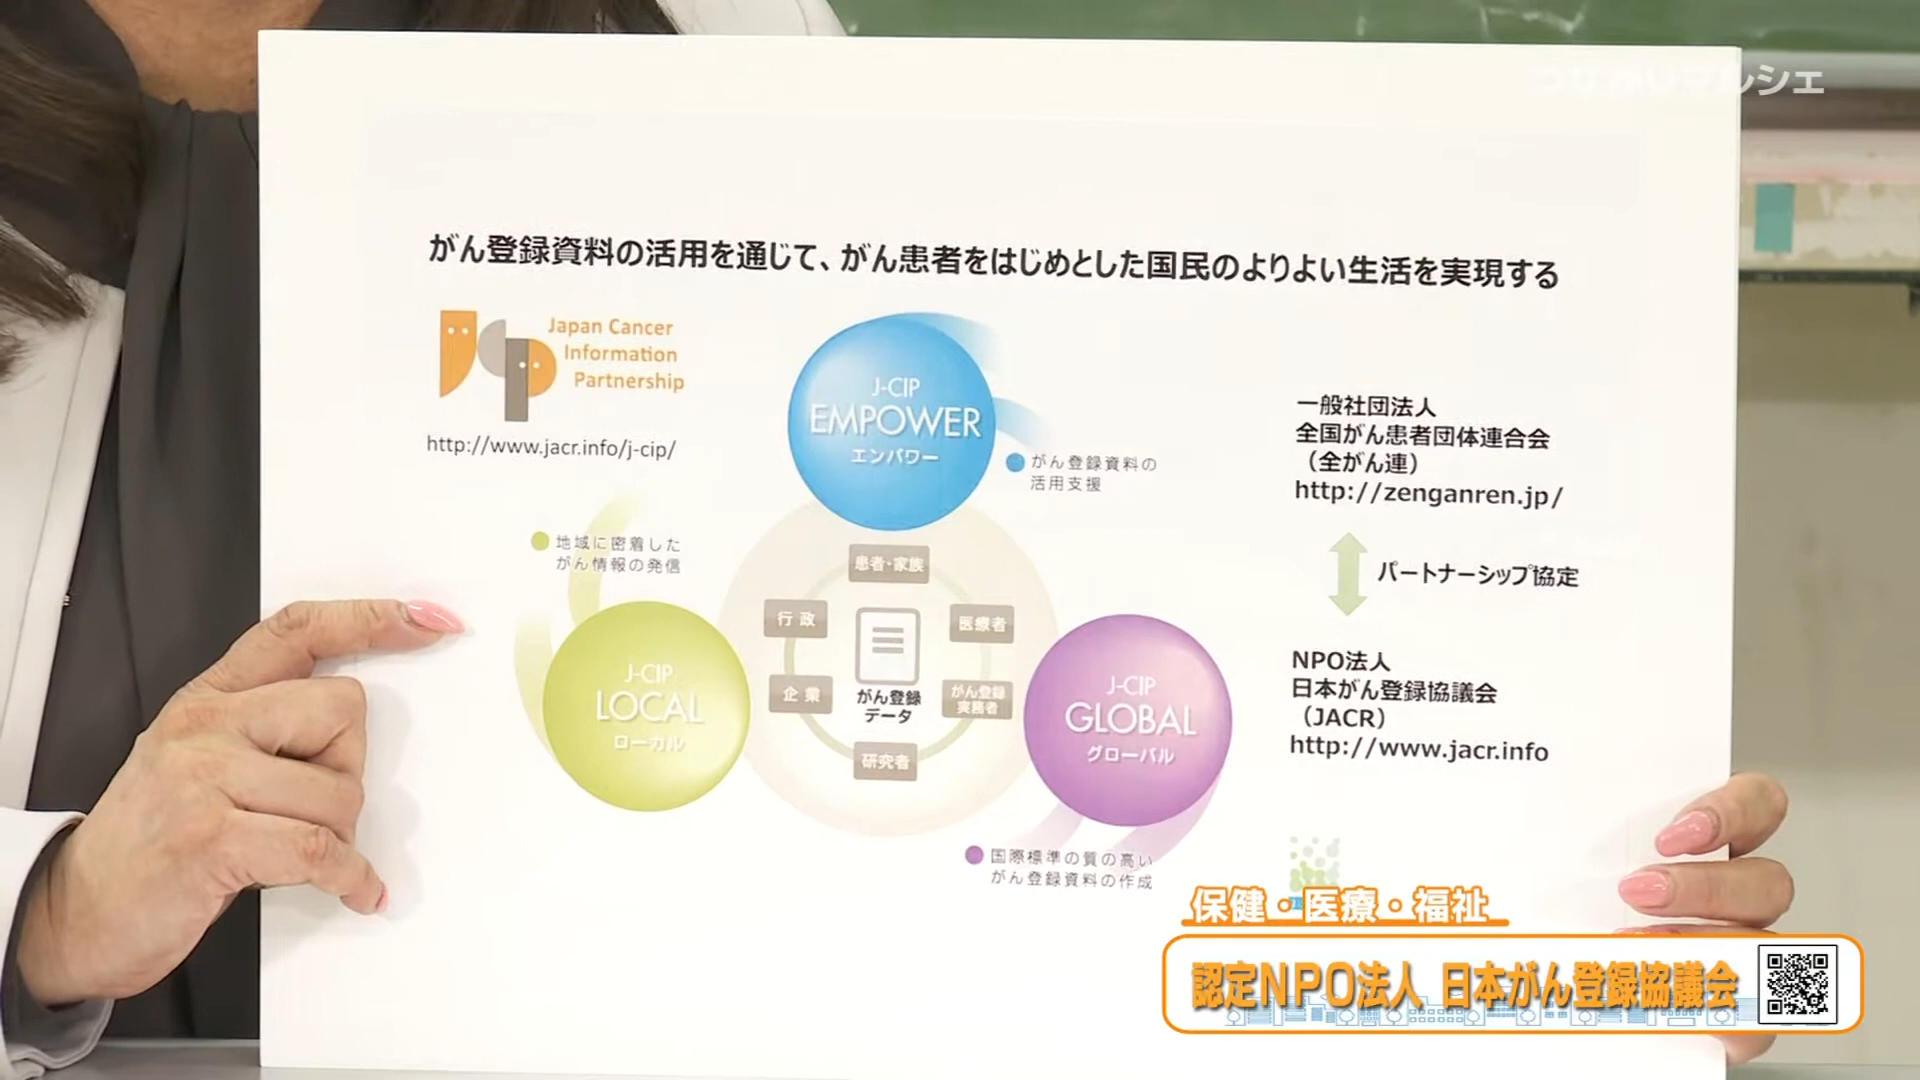 つながりマルシェ
がん登録資料の活用を通じて、がん患者をはじめとした国民のよりよい生活を実現する
Japan Cancer
Information
Partnership
http://www.jacr.info/j-cip/
J-CIP
EMPOWER
エンパワー
がん登録資料の
活用支援
地域に密着した
がん情報の発信
J-CIP
LOCAL
ローカル
患者・家族
行政
医療者
企業
がん登録
実務者
研究者
がん登録
データ
J-CIP
GLOBAL
グローバル
国際標準の質の高い
がん登録資料の作成
一般社団法人
全国がん患者団体連合会
（全がん連）
http://zenganren.jp/
パートナーシップ協定
NPO法人
日本がん登録協議会
（JACR）
http://www.jacr.info
保健・医療・福祉
認定NPO法人 日本がん登録協議会